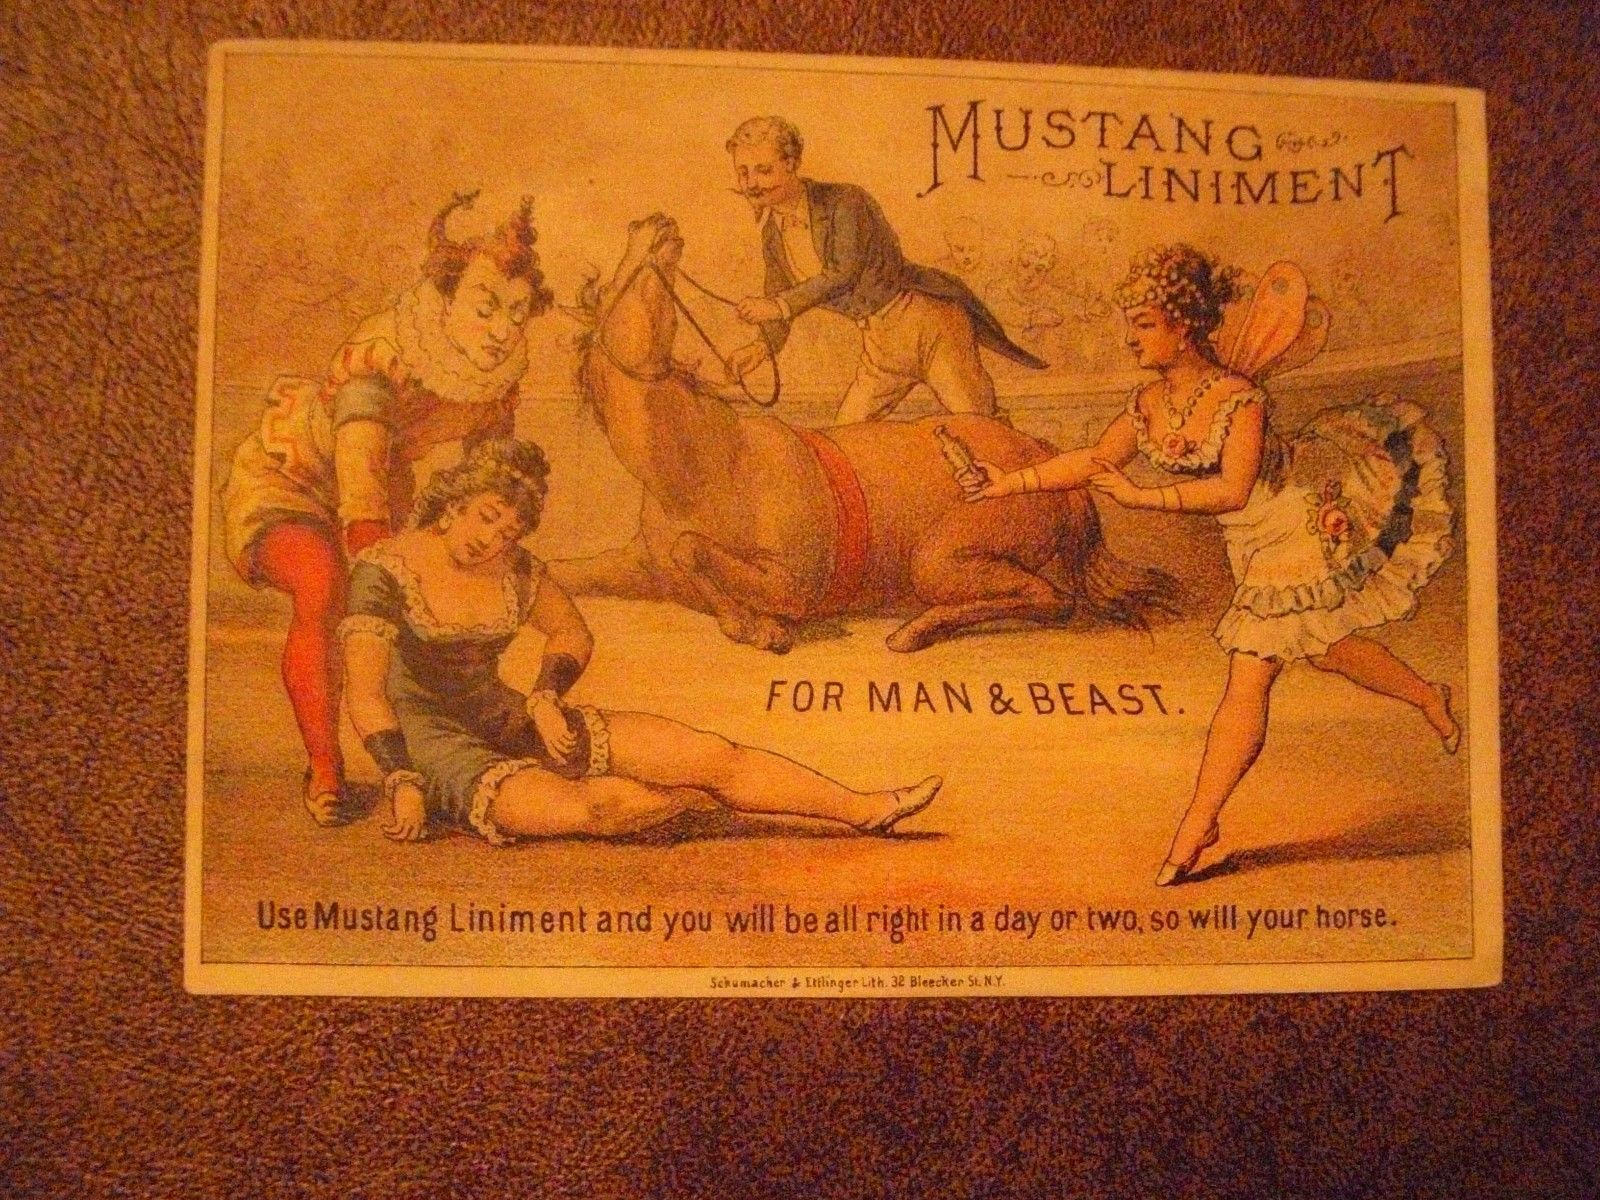 MUSTANG
LINIMENT
FOR MAN & BEAST.
Use Mustang Liniment and you will be all right in a day or two, so will your horse.
Schumacher & Ettlinger Lith. 32 Bleecker St. N.Y.